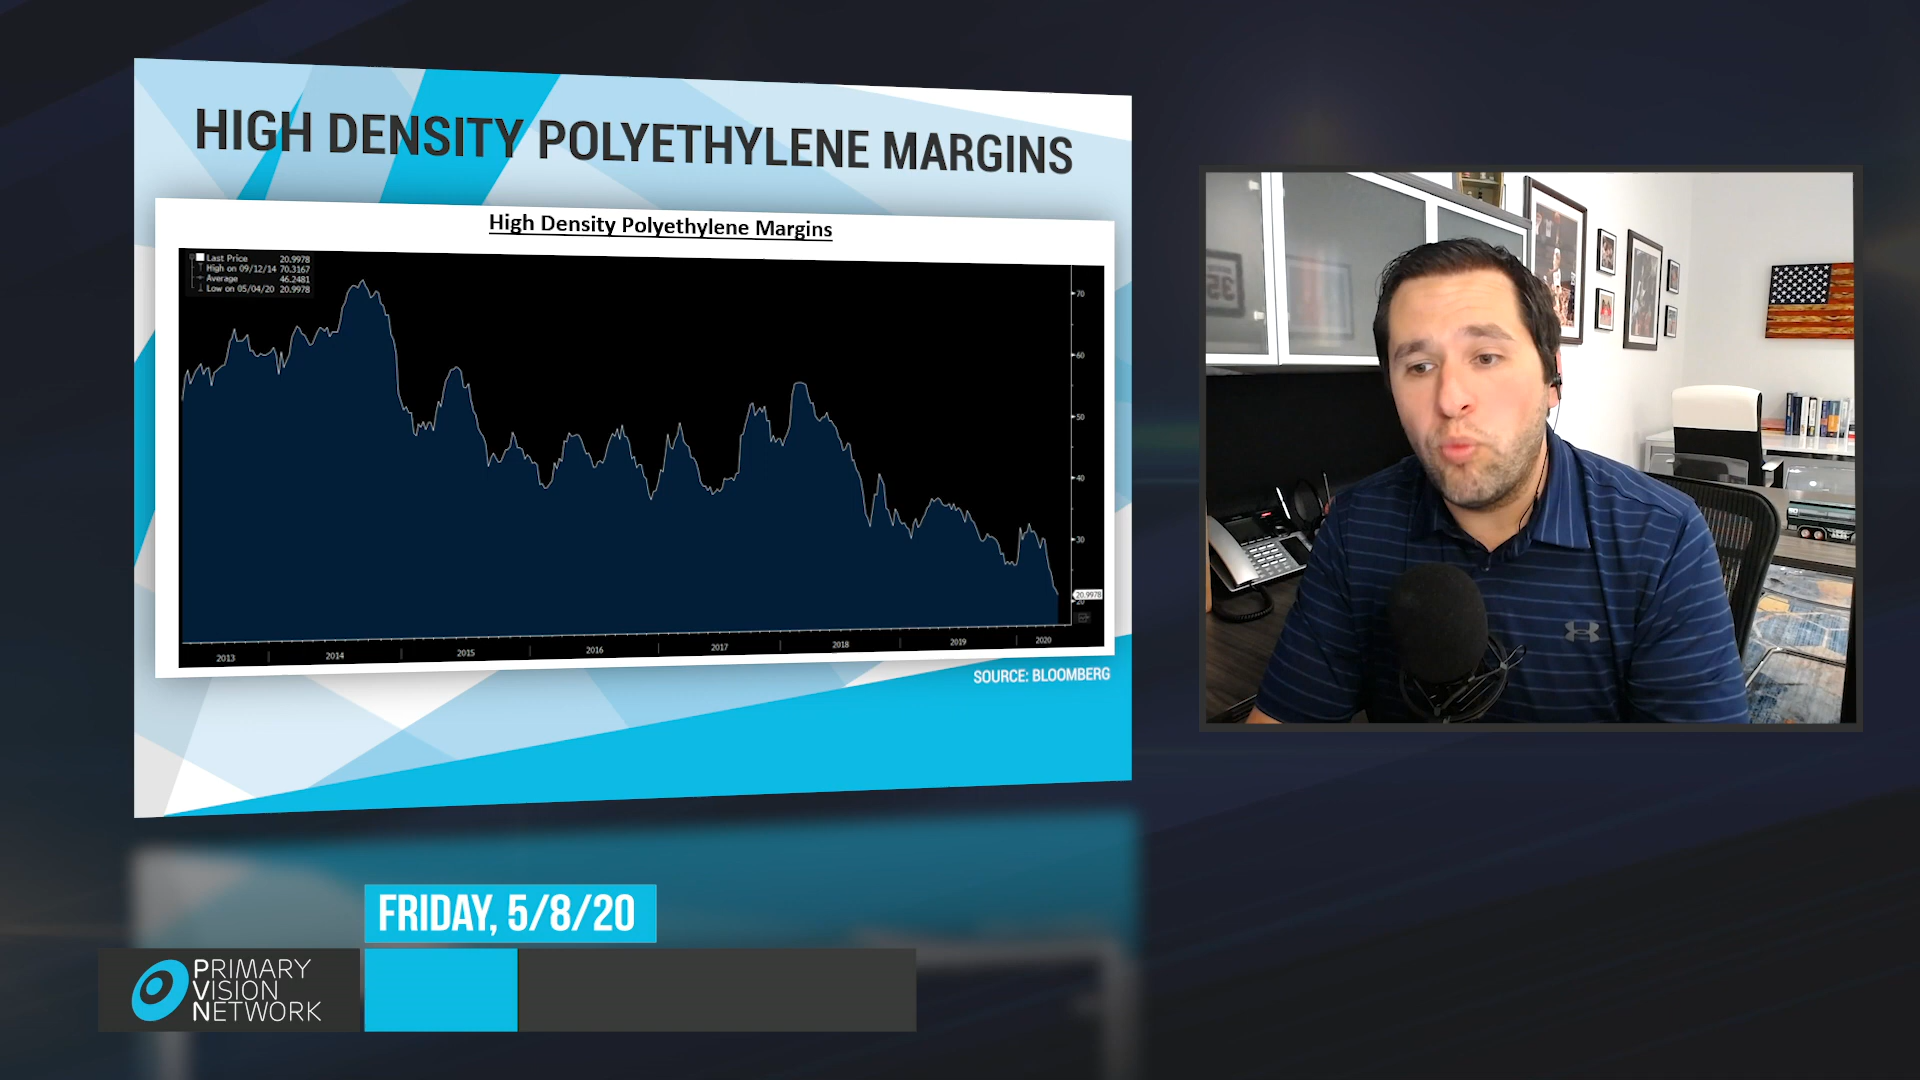 HIGH DENSITY POLYETHYLENE MARGINS
High Density Polyethylene Margins
Last Price 20.9978
High on 09/12/14 70.3167
Average 46.2481
Low on 05/04/20 20.9978
70
60
50
40
30
20.9978
20
2013 2014 2015 2016 2017 2018 2019 2020
SOURCE: BLOOMBERG
FRIDAY, 5/8/20
PRIMARY
VISION
NETWORK